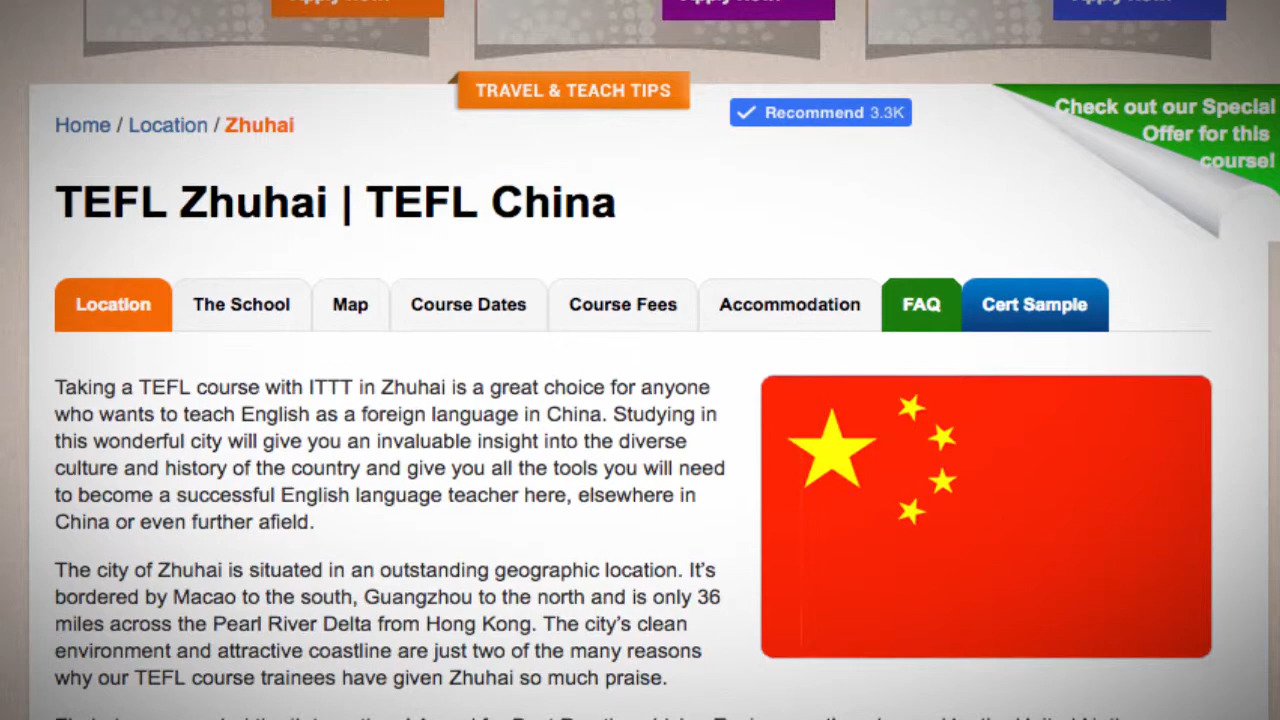 TRAVEL & TEACH TIPS
Home / Location / Zhuhai
Recommend 3.3K
Check out our Special
Offer for this
course!
TEFL Zhuhai | TEFL China
Location The School Map Course Dates Course Fees Accommodation FAQ Cert Sample
Taking a TEFL course with ITTT in Zhuhai is a great choice for anyone
who wants to teach English as a foreign language in China. Studying in
this wonderful city will give you an invaluable insight into the diverse
culture and history of the country and give you all the tools you will need
to become a successful English language teacher here, elsewhere in
China or even further afield.
The city of Zhuhai is situated in an outstanding geographic location. It's
bordered by Macao to the south, Guangzhou to the north and is only 36
miles across the Pearl River Delta from Hong Kong. The city's clean
environment and attractive coastline are just two of the many reasons
why our TEFL course trainees have given Zhuhai so much praise.